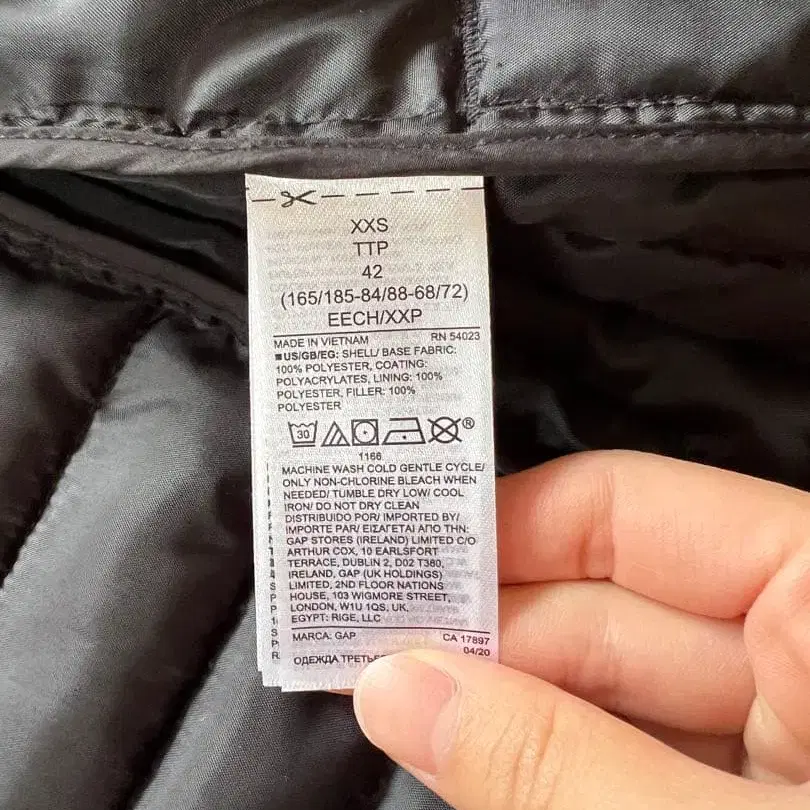 XXS
TTP
42
(165/185-84/88-68/72)
EECH/XXP
MADE IN VIETNAM RN 54023
■US/GB/EG: SHELL/ BASE FABRIC:
100% POLYESTER, COATING:
POLYACRYLATES, LINING: 100%
POLYESTER, FILLER: 100%
POLYESTER
30 ®
1166
MACHINE WASH COLD GENTLE CYCLE/
ONLY NON-CHLORINE BLEACH WHEN
NEEDED/ TUMBLE DRY LOW/ COOL
IRON/ DO NOT DRY CLEAN
DISTRIBUIDO POR/ IMPORTED BY/
IMPORTE PAR/ ΕΙΣΑΓΕΤΑΙ ΑΠΟ ΤΗΝ:
GAP STORES (IRELAND) LIMITED C/O
ARTHUR COX, 10 EARLSFORT
TERRACE, DUBLIN 2, D02 T380,
IRELAND, GAP (UK HOLDINGS)
LIMITED, 2ND FLOOR NATIONS
HOUSE, 103 WIGMORE STREET,
LONDON, W1U 1QS, UK,
EGYPT: RIGE, LLC
MARCA: GAP CA 17897
04/20
ОДЕЖДА